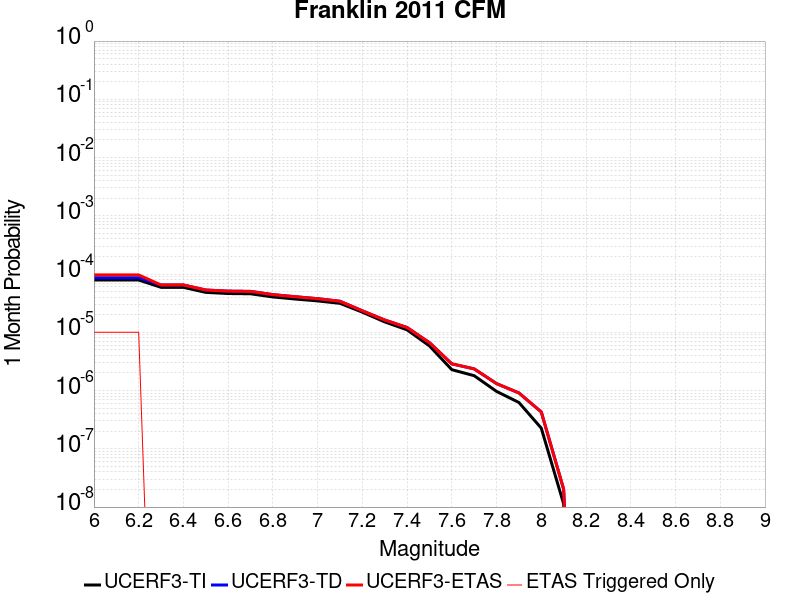 Franklin 2011 CFM
1 Month Probability
10^0
10^-1
10^-2
10^-3
10^-4
10^-5
10^-6
10^-7
10^-8
6 6.2 6.4 6.6 6.8 7 7.2 7.4 7.6 7.8 8 8.2 8.4 8.6 8.8 9
Magnitude
UCERF3-TI UCERF3-TD UCERF3-ETAS ETAS Triggered Only